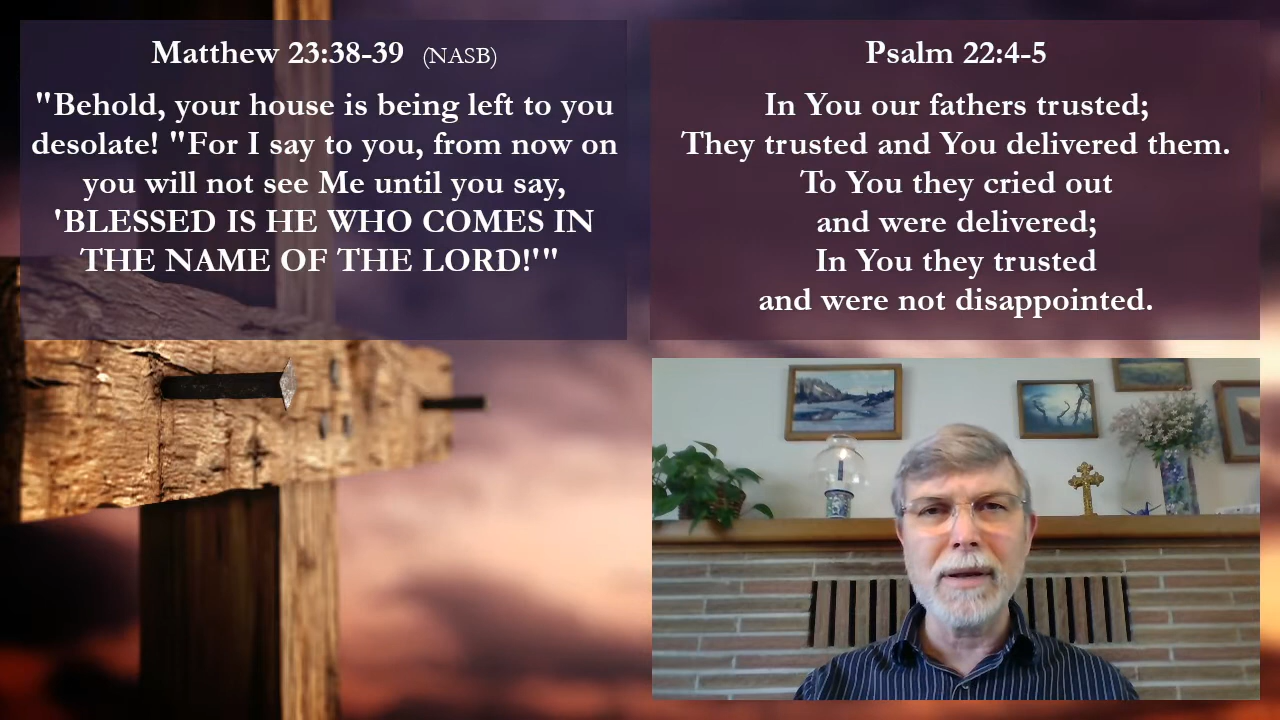 Matthew 23:38-39 (NASB)
"Behold, your house is being left to you
desolate! "For I say to you, from now on
you will not see Me until you say,
'BLESSED IS HE WHO COMES IN
THE NAME OF THE LORD!'"
Psalm 22:4-5
In You our fathers trusted;
They trusted and You delivered them.
To You they cried out
and were delivered;
In You they trusted
and were not disappointed.